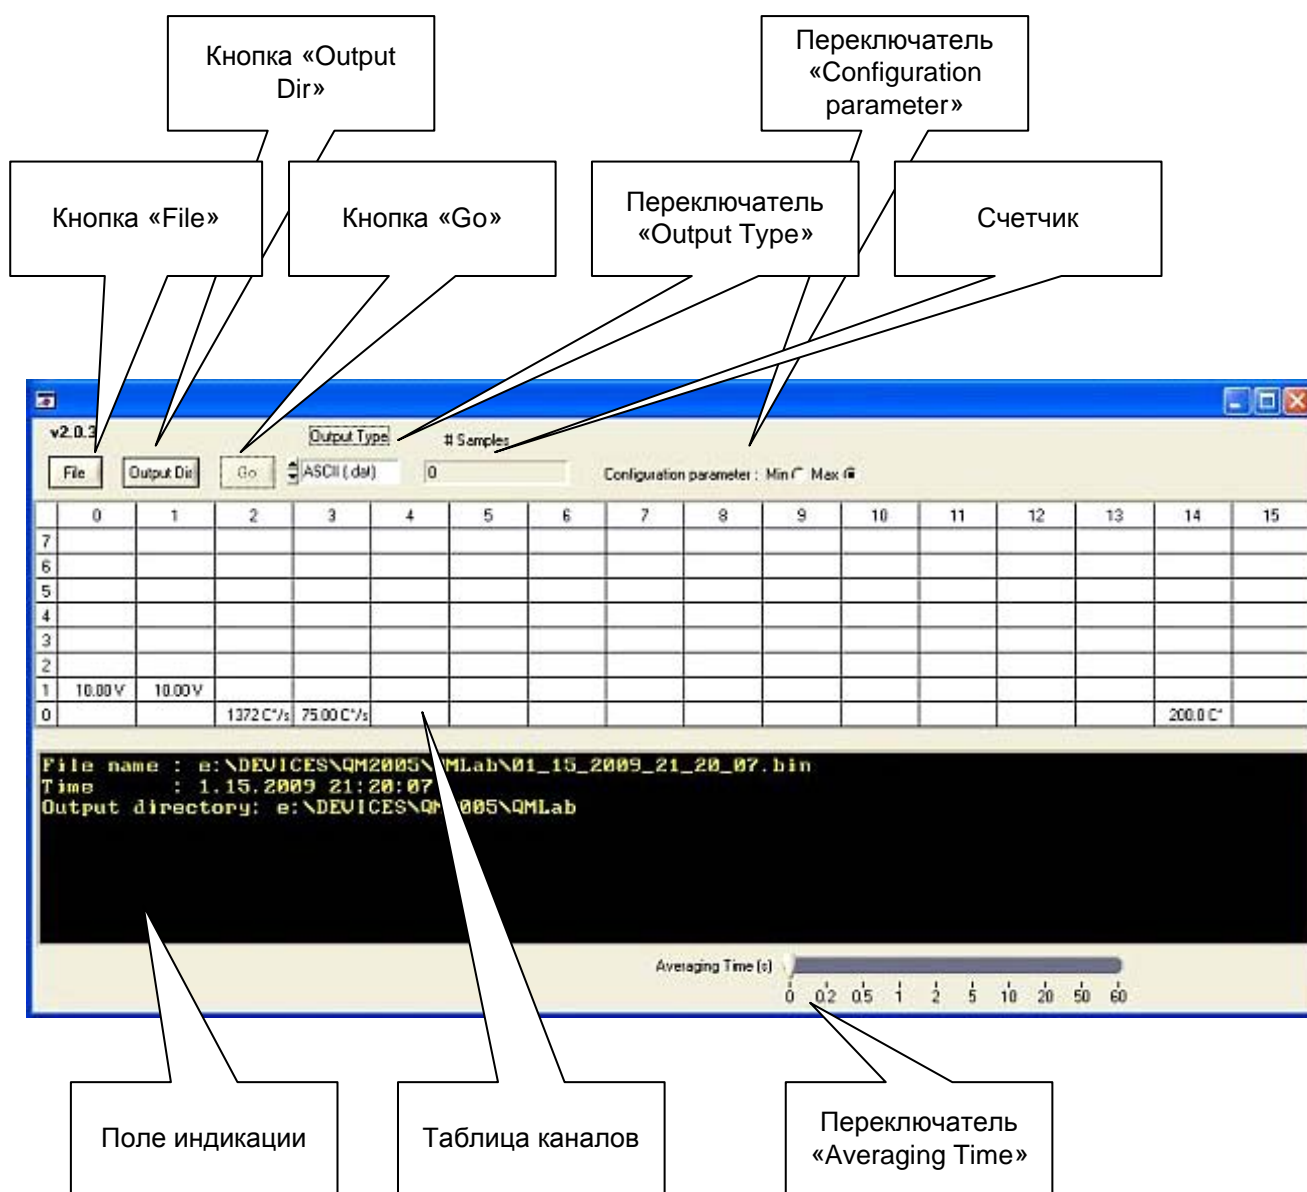 Кнопка «Output
Dir»
Переключатель
«Configuration
parameter»
Кнопка «File»
Кнопка «Go»
Переключатель
«Output Type»
Счетчик
v2.0.3
Output Type
# Samples
File
Output Dir
Go
ASCII (.dat)
0
Configuration parameter : Min Max
0 1 2 3 4 5 6 7 8 9 10 11 12 13 14 15
7
6
5
4
3
2
1 10.00 V 10.00 V
0 1372 C°/s 75.00 C°/s 200.0 C°
File name : e:\DEVICES\QM2005\QMLab\01_15_2009_21_20_07.bin
Time : 1.15.2009 21:20:07
Output directory: e:\DEVICES\QM2005\QMLab
Averaging Time (s)
0 0.2 0.5 1 2 5 10 20 50 60
Поле индикации
Таблица каналов
Переключатель
«Averaging Time»